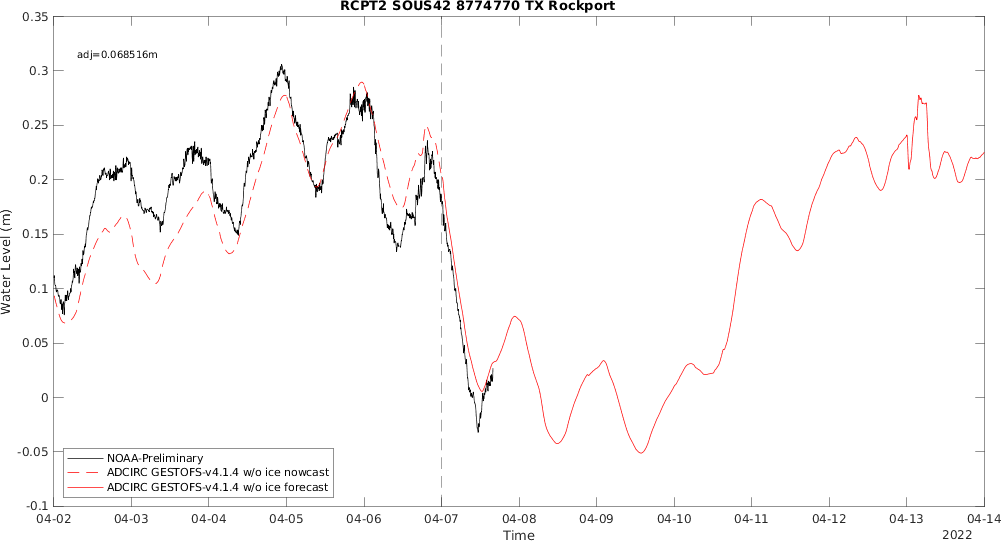 RCPT2 SOUS42 8774770 TX Rockport
0.35
adj=0.068516m
0.3
0.25
0.2
0.15
0.1
0.05
0
-0.05
-0.1
Water Level (m)
NOAA-Preliminary
ADCIRC GESTOFS-v4.1.4 w/o ice nowcast
ADCIRC GESTOFS-v4.1.4 w/o ice forecast
04-02 04-03 04-04 04-05 04-06 04-07 04-08 04-09 04-10 04-11 04-12 04-13 04-14
Time
2022